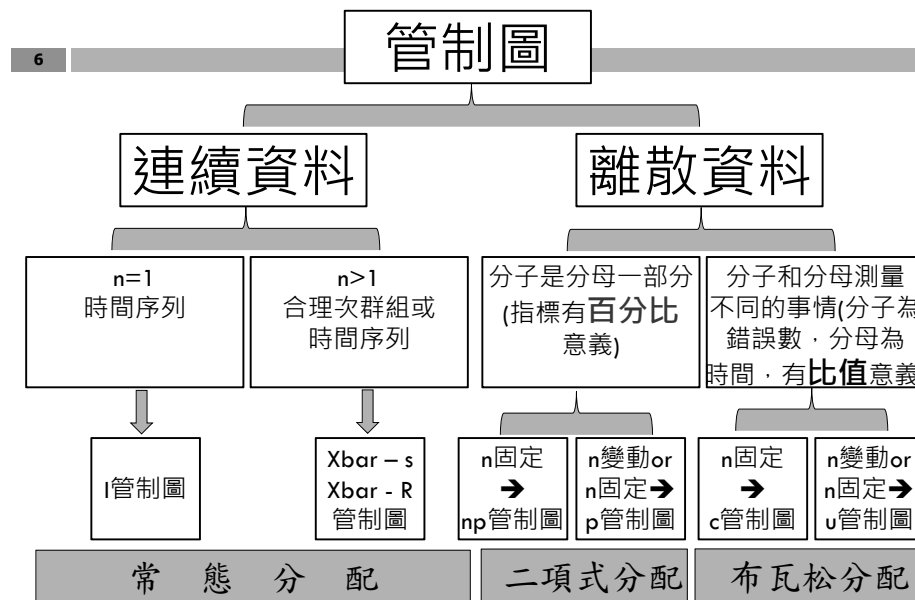 管制圖
6
連續資料
離散資料
n=1
時間序列
n>1
合理次群組或
時間序列
分子是分母一部分
(指標有百分比
意義)
分子和分母測量
不同的事情(分子為
錯誤數，分母為
時間，有比值意義
I管制圖
Xbar – s
Xbar - R
管制圖
n固定
➔
np管制圖
n變動or
n固定➔
p管制圖
n固定
➔
c管制圖
n變動or
n固定➔
u管制圖
常態分配
二項式分配
布瓦松分配